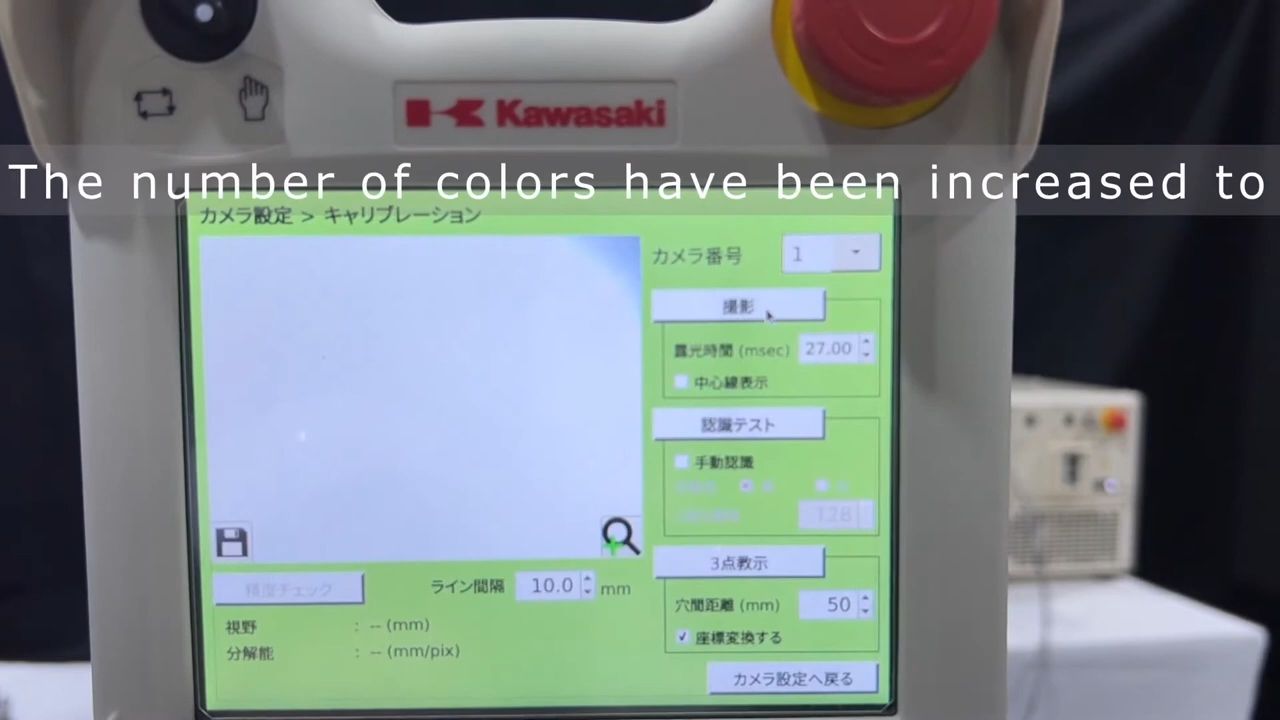 Kawasaki
The number of colors have been increased to
カメラ設定 > キャリブレーション
カメラ番号 1
撮影
露光時間 (msec) 27.00
中心線表示
認識テスト
手動認識
128
3点教示
穴間距離 (mm) 50
座標変換する
カメラ設定へ戻る
精度チェック
ライン間隔 10.0 mm
視野 : -- (mm)
分解能 : -- (mm/pix)